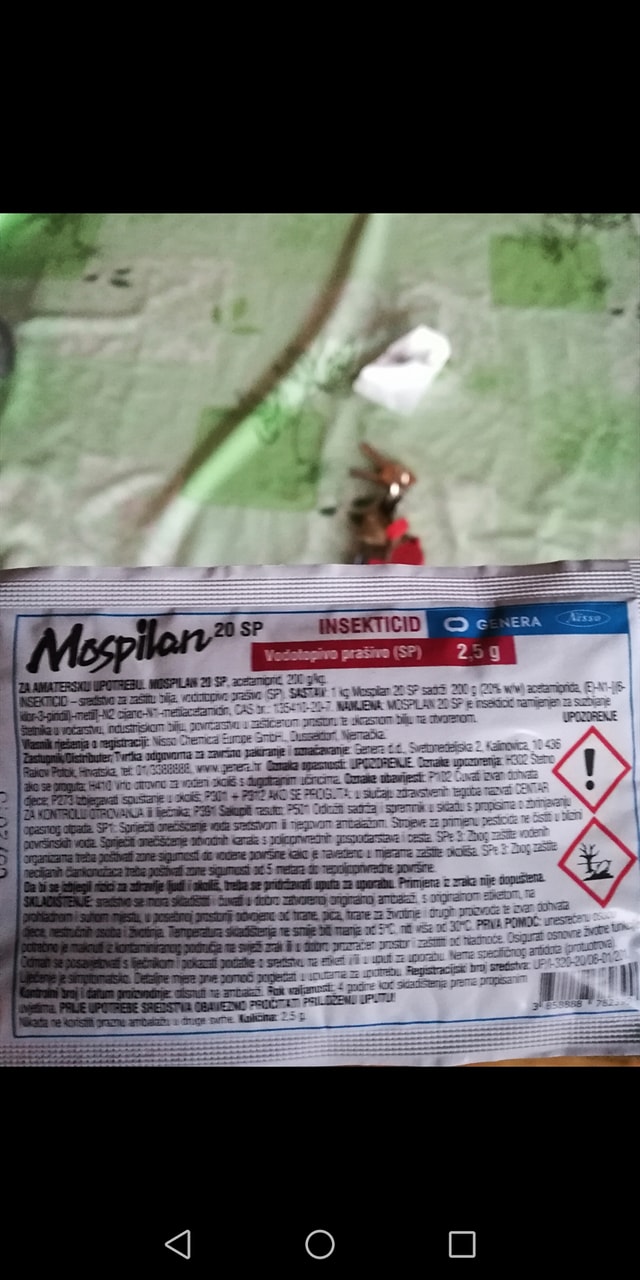 Mospilan 20 SP
INSEKTICID
GENERA
Nisso
Vodotopivo prašivo (SP) 2,5 g
ZA AMATERSKU UPOTREBU. MOSPILAN 20 SP, acetamiprid, 200 g/kg.
INSEKTICID – sredstvo za zaštitu bilja, vodotopivo prašivo (SP). SASTAV: 1 kg Mospilan 20 SP sadrži 200 g (20% w/w) acetamiprida, (E)-N1-[(6-
klor-3-piridil)-metil]-N2 cijano-N1-metilacetamidin, CAS br.: 135410-20-7. NAMJENA: MOSPILAN 20 SP je insekticid namijenjen za suzbijanje
štetnika u voćarstvu, industrijskom bilju, povrćarstvu u zaštićenom prostoru te ukrasnom bilju na otvorenom.
UPOZORENJE
Vlasnik rješenja o registraciji: Nisso Chemical Europe GmbH., Dusseldorf, Njemačka.
Zastupnik/Distributer/Tvrtka odgovorna za završno pakiranje i označavanje: Genera d.d., Svetonedeljska 2, Kalinovica, 10 436
Rakov Potok, Hrvatska, tel: 01/3388888, www.genera.hr Oznaka opasnosti: UPOZORENJE. Oznake upozorenja: H302 Štetno
ako se proguta; H410 Vrlo otrovno za vodeni okoliš s dugotrajnim učincima. Oznake obavijesti: P102 Čuvati izvan dohvata
djece; P273 Izbjegavati ispuštanje u okoliš; P301 + P312 AKO SE PROGUTA: u slučaju zdravstvenih tegoba nazvati CENTAR
ZA KONTROLU OTROVANJA ili liječnika; P391 Sakupiti rasuto; P501 Odložiti sadržaj i spremnik u skladu s propisima o zbrinjavanju
opasnog otpada. SP1: Spriječiti onečišćenje voda sredstvom ili njegovom ambalažom. Strojeve za primjenu pesticida ne čistiti u blizini
površinskih voda. Spriječiti onečišćenje odvodnih kanala s poljoprivrednih gospodarstava i cesta. SPe 3: Zbog zaštite vodenih
organizama treba poštivati zone sigurnosti do vodene površine kako je navedeno u mjerama zaštite okoliša. SPe 3: Zbog zaštite
neciljanih člankonožaca treba poštivati zone sigurnosti od 5 metara do nepoljoprivredne površine.
Da bi se izbjegli rizici za zdravlje ljudi i okoliš, treba se pridržavati uputa za uporabu. Primjena iz zraka nije dopuštena.
SKLADIŠTENJE: sredstvo se mora skladištiti i čuvati u dobro zatvorenoj originalnoj ambalaži, s originalnom etiketom, na
prohladnom i suhom mjestu, u posebnoj prostoriji odvojeno od hrane, pića, hrane za životinje i drugih proizvoda te izvan dohvata
djece, nestručnih osoba i životinja. Temperatura skladištenja ne smije biti manja od 5°C, niti viša od 30°C. PRVA POMOĆ: unesrećenu osobu
potrebno je maknuti iz kontaminiranog područja na svježi zrak ili u dobro prozračen prostor i zaštititi od hladnoće. Osigurati osnovne životne
Odmah se posavjetovati s liječnikom i pokazati podatke o sredstvu na etiketi i/ili u uputi za uporabu. Nema specifičnog antidota (protuotrova).
Liječenje je simptomatsko. Detaljne mjere prve pomoći pogledati u uputama za uporabu. Registracijski broj sredstva:
Kontrolni broj i datum proizvodnje: otisnuti na ambalaži. Rok valjanosti: 4 godine kod skladištenja prema propisanim
uvjetima. PRIJE UPOTREBE SREDSTVA OBAVEZNO PROČITATI PRILOŽENU UPUTU!
Nikada ne koristiti praznu ambalažu u druge svrhe. Količina: 2,5 g